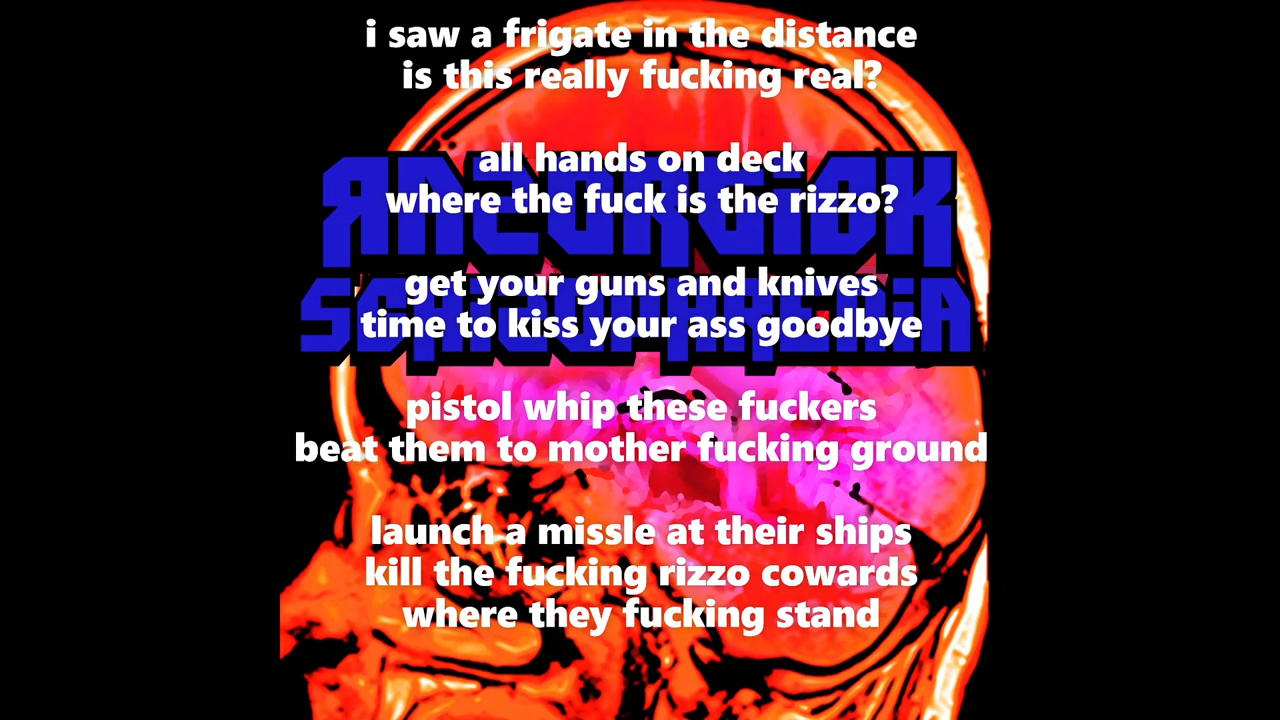 i saw a frigate in the distance
is this really fucking real?
all hands on deck
where the fuck is the rizzo?
get your guns and knives
time to kiss your ass goodbye
pistol whip these fuckers
beat them to mother fucking ground
launch a missle at their ships
kill the fucking rizzo cowards
where they fucking stand
SCHIZOPHRENIA